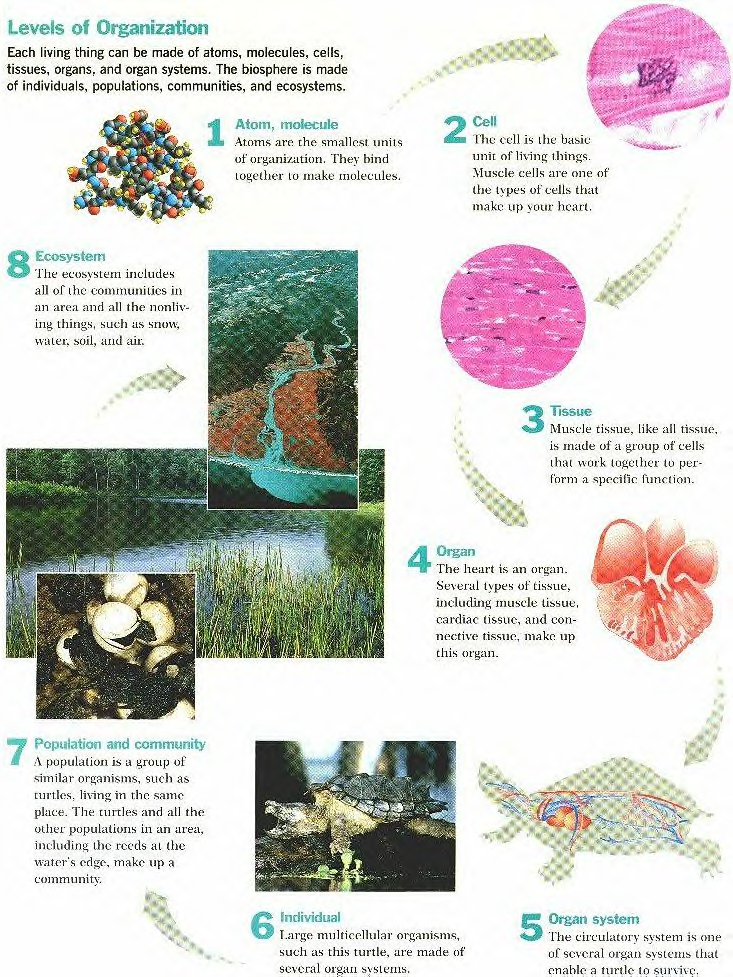 Levels of Organization
Each living thing can be made of atoms, molecules, cells,
tissues, organs, and organ systems. The biosphere is made
of individuals, populations, communities, and ecosystems.
1 Atom, molecule
Atoms are the smallest units
of organization. They bind
together to make molecules.
2 Cell
The cell is the basic
unit of living things.
Muscle cells are one of
the types of cells that
make up your heart.
3 Tissue
Muscle tissue, like all tissue,
is made of a group of cells
that work together to per-
form a specific function.
4 Organ
The heart is an organ.
Several types of tissue,
including muscle tissue,
cardiac tissue, and con-
nective tissue, make up
this organ.
5 Organ system
The circulatory system is one
of several organ systems that
enable a turtle to survive.
6 Individual
Large multicellular organisms,
such as this turtle, are made of
several organ systems.
7 Population and community
A population is a group of
similar organisms, such as
turtles, living in the same
place. The turtles and all the
other populations in an area,
including the reeds at the
water's edge, make up a
community.
8 Ecosystem
The ecosystem includes
all of the communities in
an area and all the nonliv-
ing things, such as snow,
water, soil, and air.